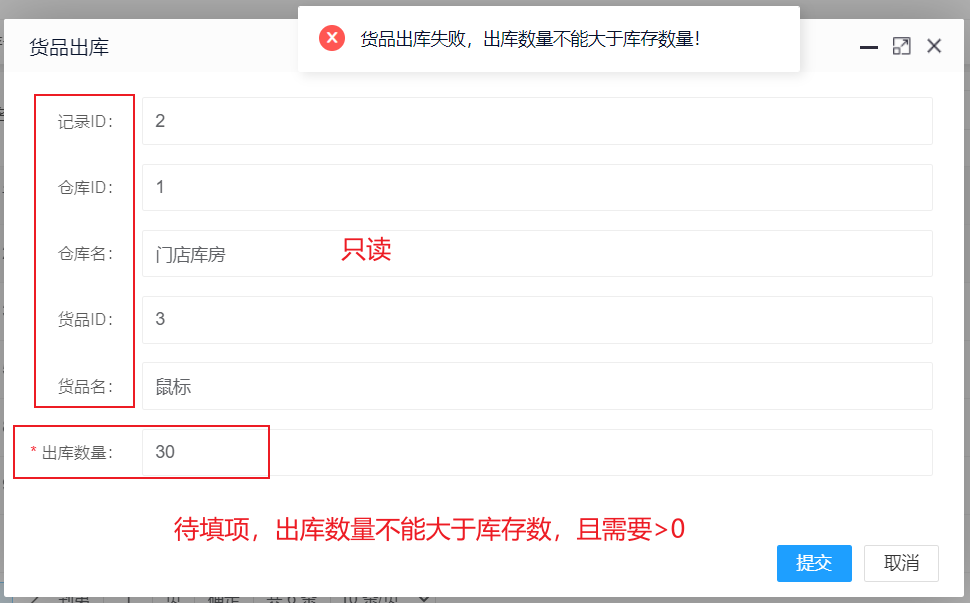 货品出库失败，出库数量不能大于库存数量！
货品出库
记录ID： 2
仓库ID： 1
仓库名： 门店库房
只读
货品ID： 3
货品名： 鼠标
* 出库数量： 30
待填项，出库数量不能大于库存数，且需要>0
提交 取消